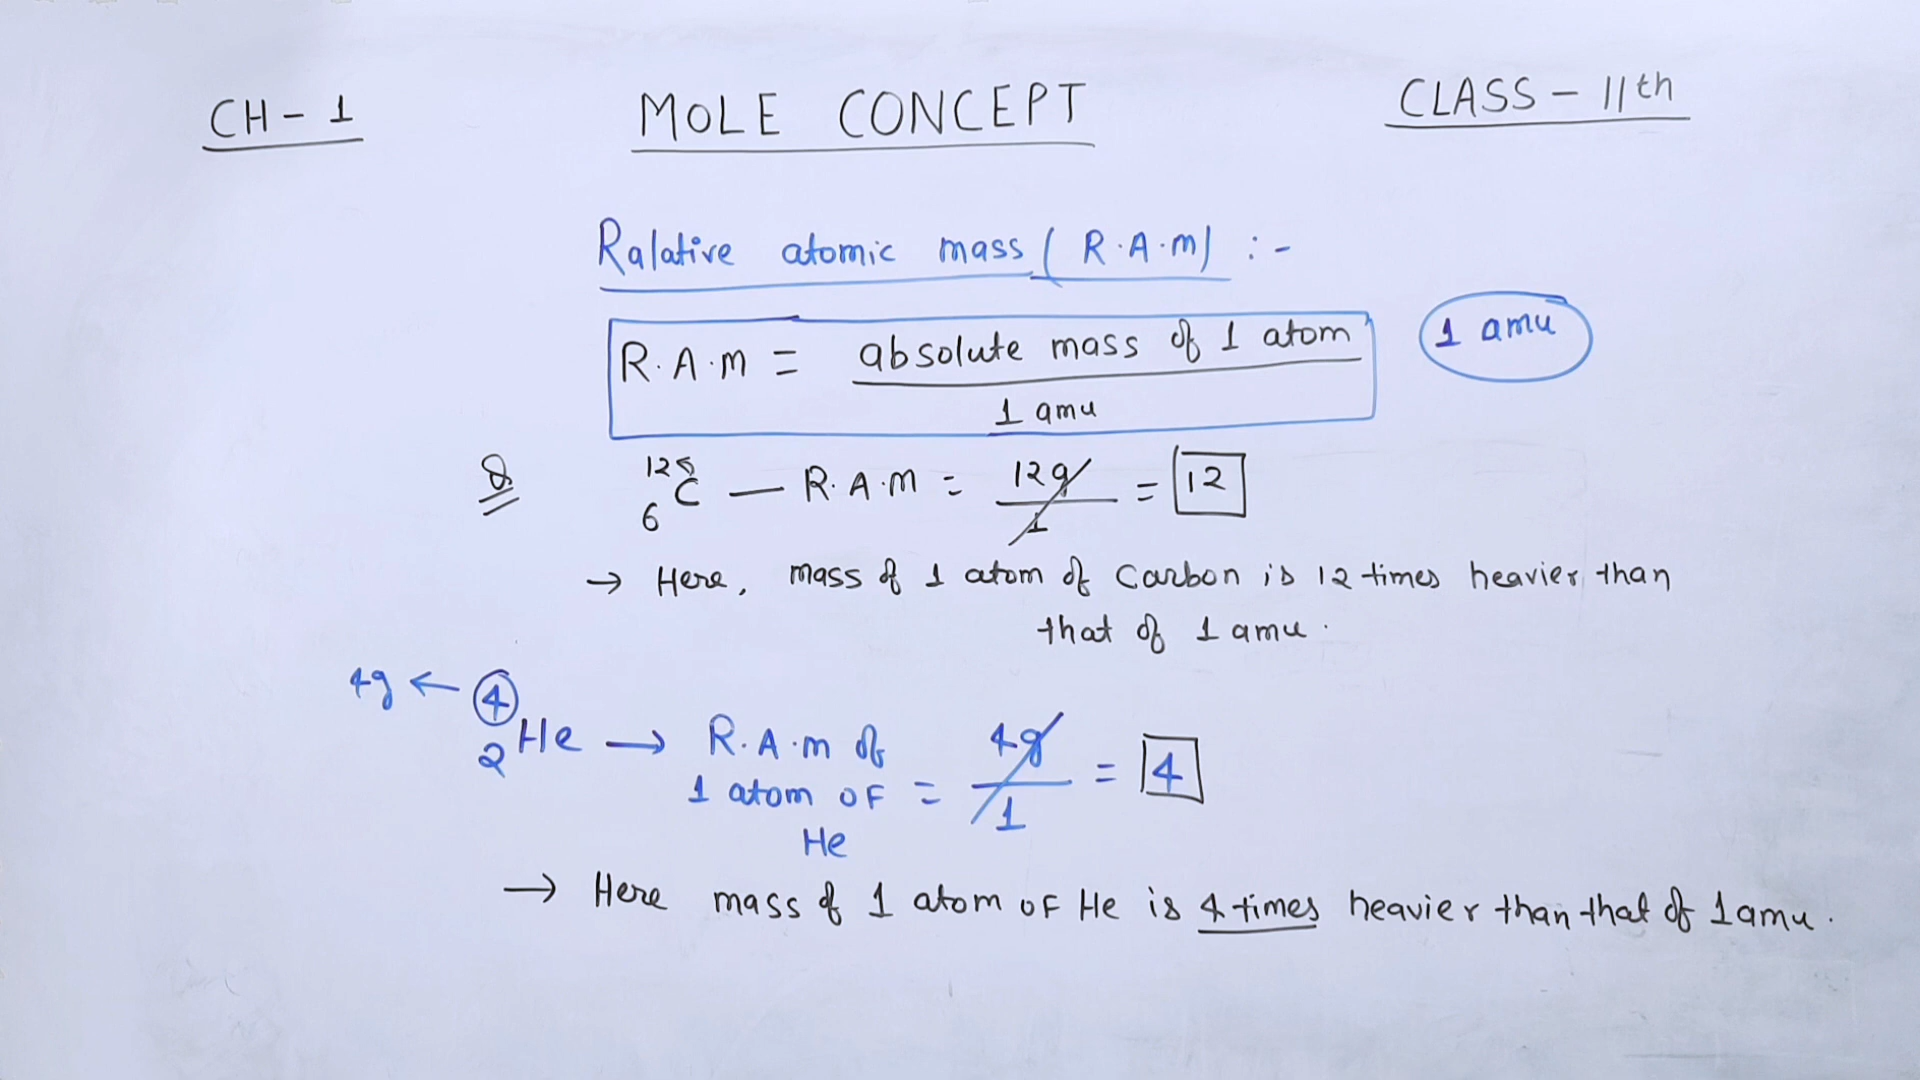 CH - 1
MOLE CONCEPT
CLASS - 11th
Ralative atomic mass ( R.A.m) :-
R.A.M = absolute mass of 1 atom
1 amu
1 amu
Q
12
6 C — R.A.M = 12g = 12
1
→ Here, mass of 1 atom of Carbon is 12 times heavier than
that of 1 amu.
4g ← 4
2 He → R.A.m of
1 atom of
He
= 4g = 4
1
→ Here mass of 1 atom of He is 4 times heavier than that of 1 amu.